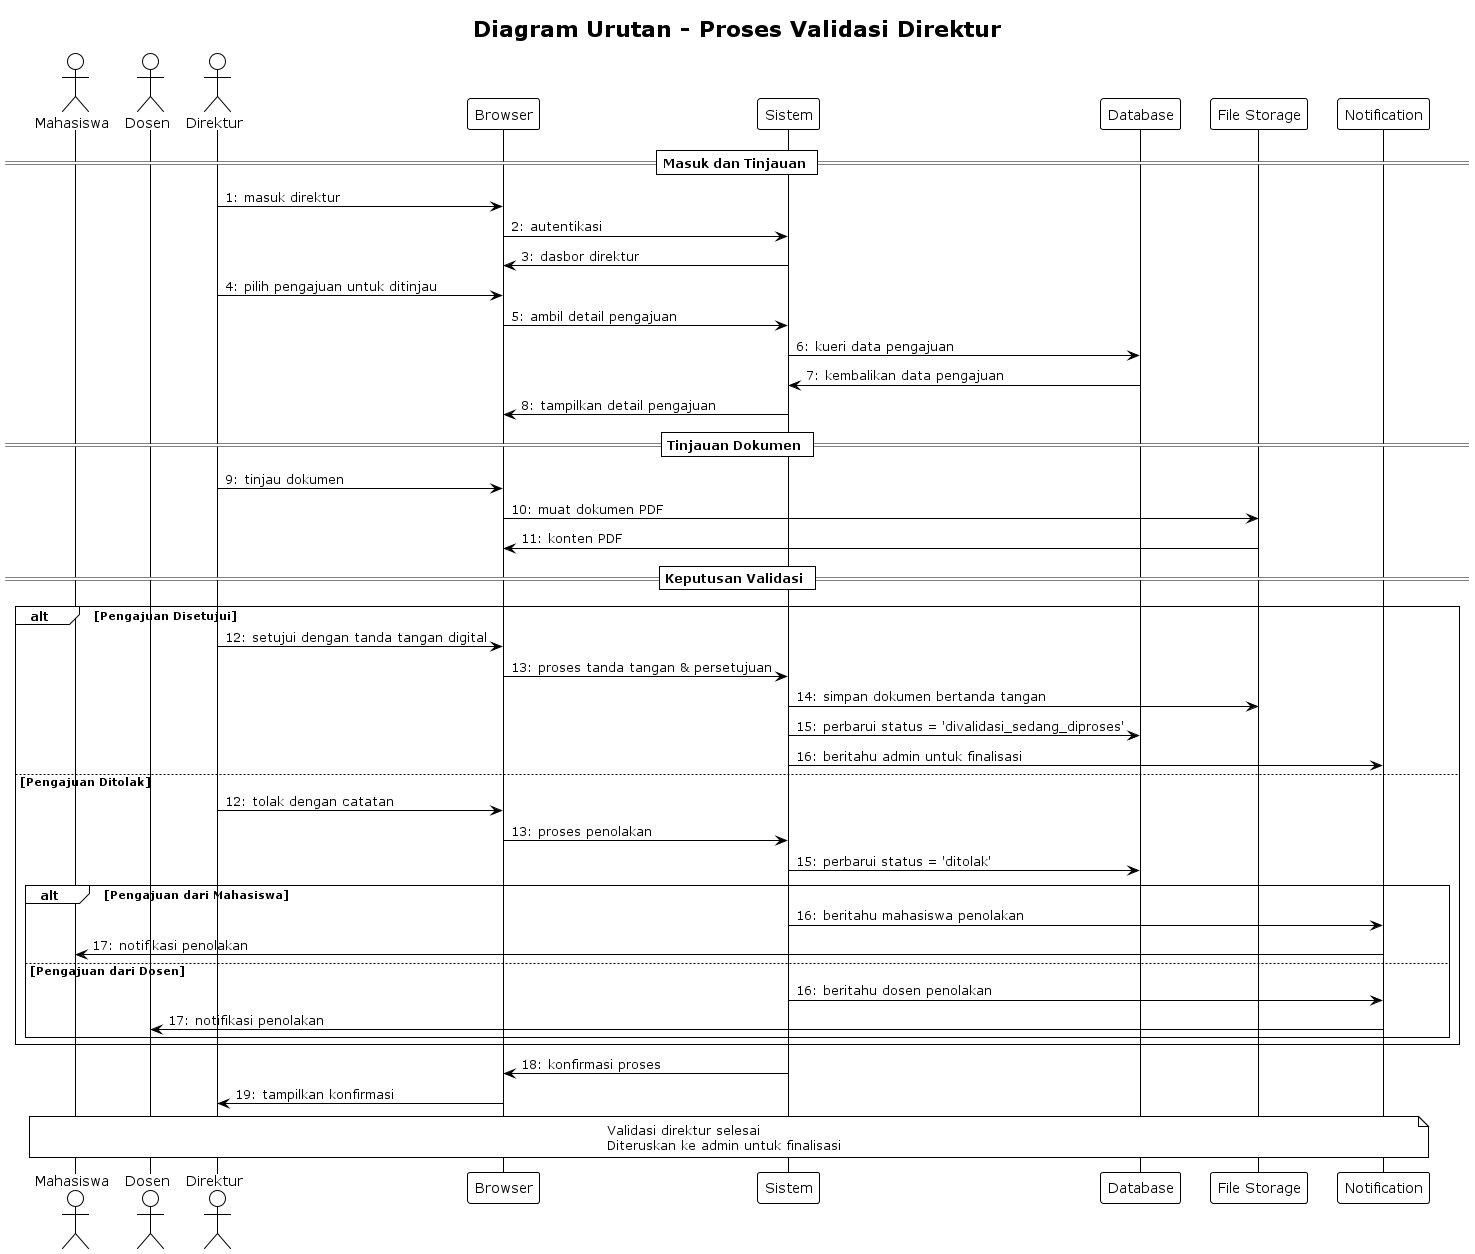 Diagram Urutan - Proses Validasi Direktur
Mahasiswa
Dosen
Direktur
Browser
Sistem
Database
File Storage
Notification
Masuk dan Tinjauan
1: masuk direktur
2: autentikasi
3: dasbor direktur
4: pilih pengajuan untuk ditinjau
5: ambil detail pengajuan
6: kueri data pengajuan
7: kembalikan data pengajuan
8: tampilkan detail pengajuan
Tinjauan Dokumen
9: tinjau dokumen
10: muat dokumen PDF
11: konten PDF
Keputusan Validasi
alt [Pengajuan Disetujui]
12: setujui dengan tanda tangan digital
13: proses tanda tangan & persetujuan
14: simpan dokumen bertanda tangan
15: perbarui status = 'divalidasi_sedang_diproses'
16: beritahu admin untuk finalisasi
[Pengajuan Ditolak]
12: tolak dengan catatan
13: proses penolakan
15: perbarui status = 'ditolak'
alt [Pengajuan dari Mahasiswa]
16: beritahu mahasiswa penolakan
17: notifikasi penolakan
[Pengajuan dari Dosen]
16: beritahu dosen penolakan
17: notifikasi penolakan
18: konfirmasi proses
19: tampilkan konfirmasi
Validasi direktur selesai
Diteruskan ke admin untuk finalisasi
Mahasiswa
Dosen
Direktur
Browser
Sistem
Database
File Storage
Notification